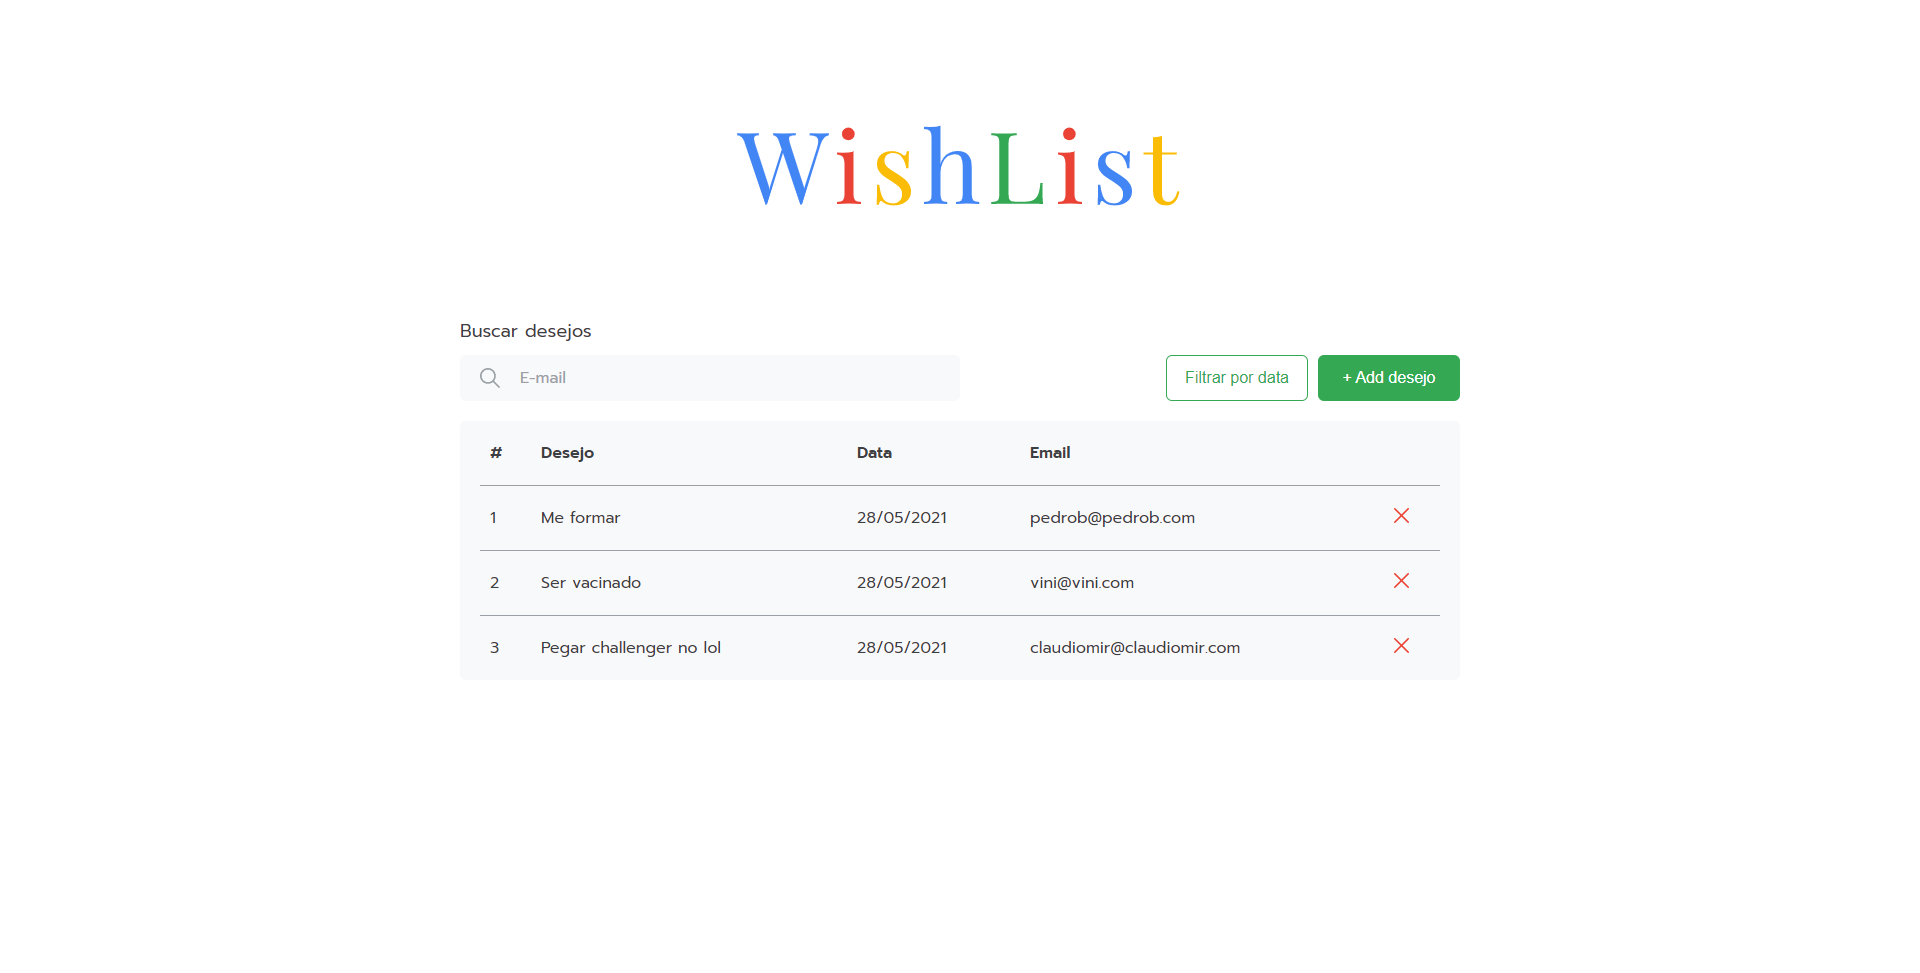 WishList
Buscar desejos
E-mail
Filtrar por data
+ Add desejo
# Desejo Data Email
1 Me formar 28/05/2021 pedrob@pedrob.com
2 Ser vacinado 28/05/2021 vini@vini.com
3 Pegar challenger no lol 28/05/2021 claudiomir@claudiomir.com